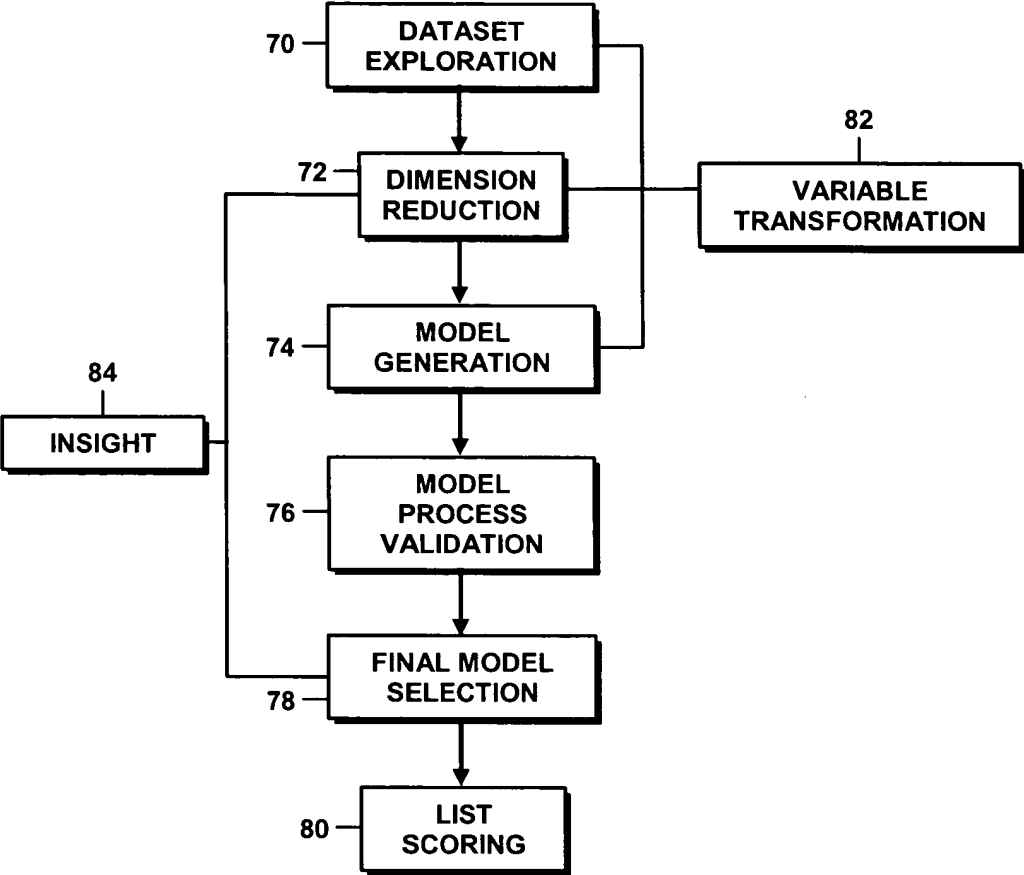 70
DATASET
EXPLORATION
82
72
DIMENSION
REDUCTION
VARIABLE
TRANSFORMATION
74
MODEL
GENERATION
84
INSIGHT
76
MODEL
PROCESS
VALIDATION
FINAL MODEL
SELECTION
78
80
LIST
SCORING